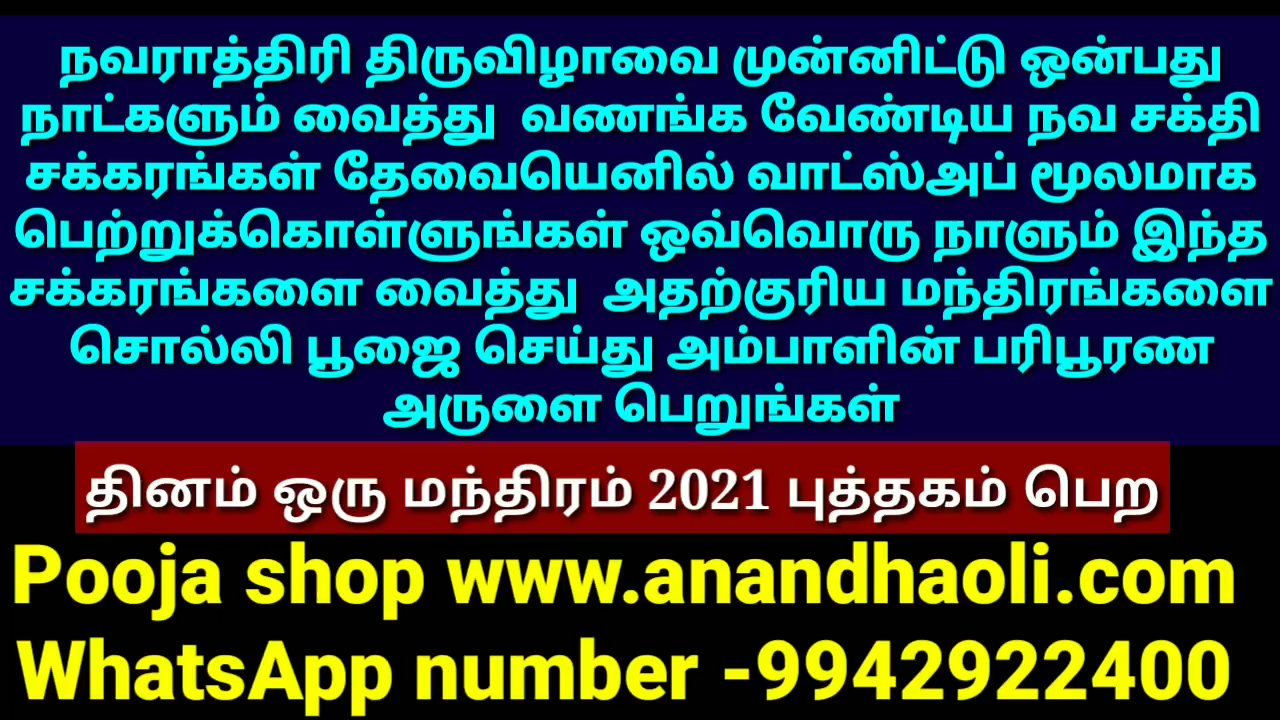 நவராத்திரி திருவிழாவை முன்னிட்டு ஒன்பது
நாட்களும் வைத்து வணங்க வேண்டிய நவ சக்தி
சக்கரங்கள் தேவையெனில் வாட்ஸ்அப் மூலமாக
பெற்றுக்கொள்ளுங்கள் ஒவ்வொரு நாளும் இந்த
சக்கரங்களை வைத்து அதற்குரிய மந்திரங்களை
சொல்லி பூஜை செய்து அம்பாளின் பரிபூரண
அருளை பெறுங்கள்
தினம் ஒரு மந்திரம் 2021 புத்தகம் பெற
Pooja shop www.anandhaoli.com
WhatsApp number -9942922400